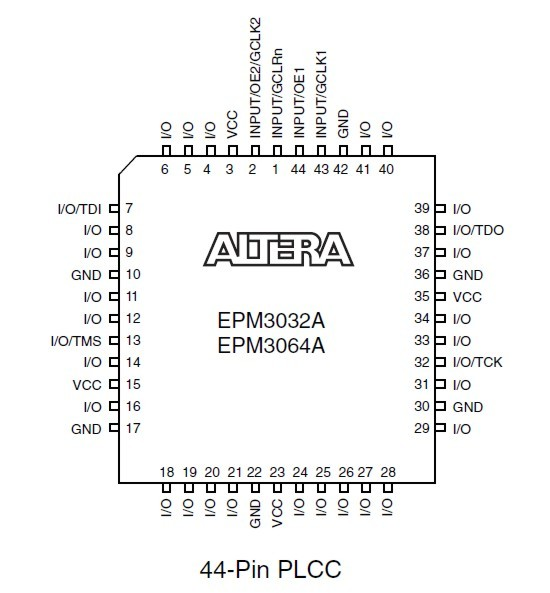 I/O I/O I/O VCC INPUT/OE2/GCLK2 INPUT/GCLRn INPUT/OE1 INPUT/GCLK1 GND I/O I/O
6 5 4 3 2 1 44 43 42 41 40
I/O/TDI 7 39 I/O
I/O 8 38 I/O/TDO
I/O 9 37 I/O
GND 10 36 GND
I/O 11 35 VCC
I/O 12 34 I/O
I/O/TMS 13 33 I/O
I/O 14 32 I/O/TCK
VCC 15 31 I/O
I/O 16 30 GND
GND 17 29 I/O
ALTERA
EPM3032A
EPM3064A
18 19 20 21 22 23 24 25 26 27 28
I/O I/O I/O I/O GND VCC I/O I/O I/O I/O I/O
44-Pin PLCC